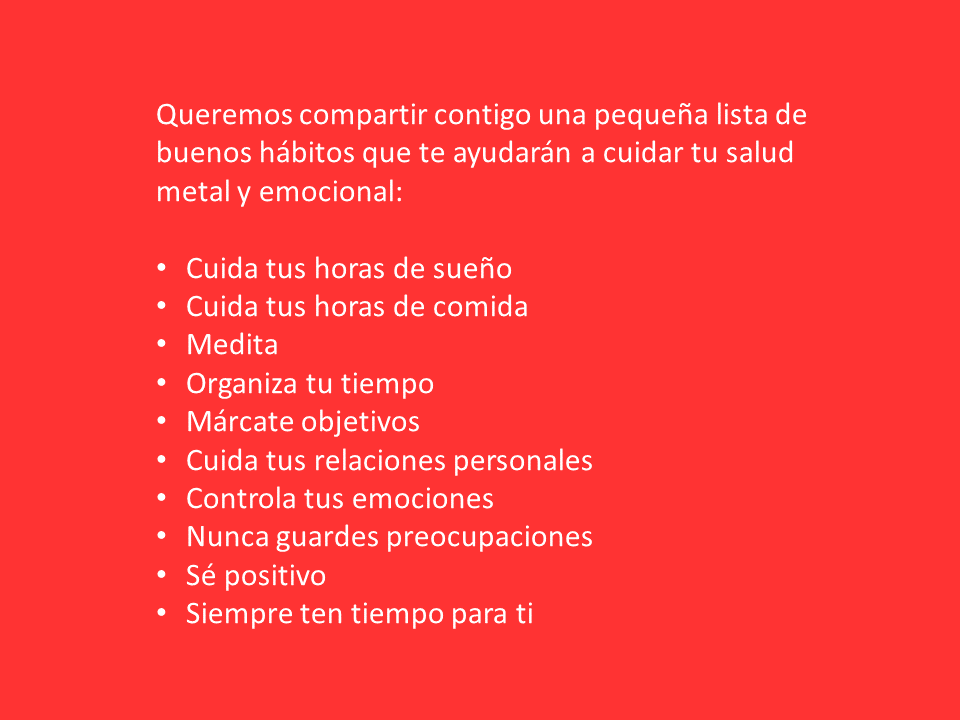 Queremos compartir contigo una pequeña lista de
buenos hábitos que te ayudarán a cuidar tu salud
metal y emocional:
• Cuida tus horas de sueño
• Cuida tus horas de comida
• Medita
• Organiza tu tiempo
• Márcate objetivos
• Cuida tus relaciones personales
• Controla tus emociones
• Nunca guardes preocupaciones
• Sé positivo
• Siempre ten tiempo para ti